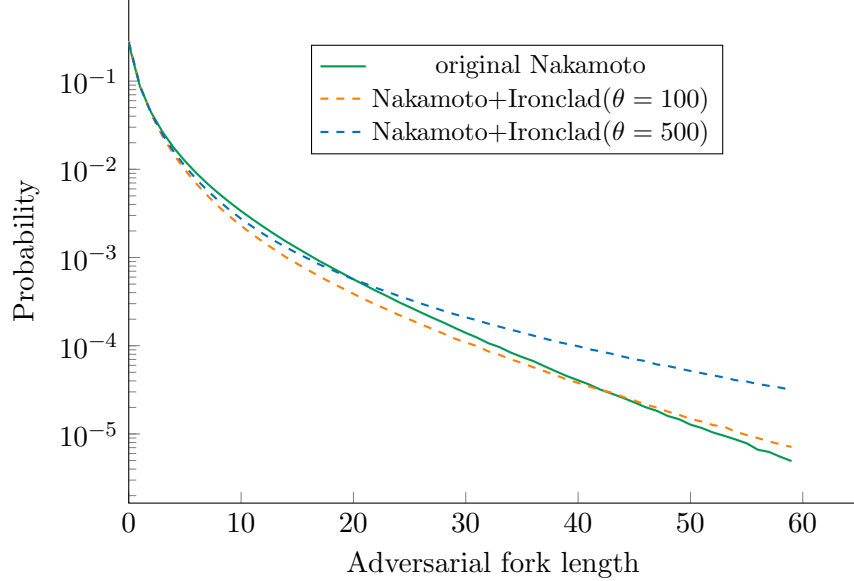 original Nakamoto
Nakamoto+Ironclad(θ = 100)
Nakamoto+Ironclad(θ = 500)
Probability
10⁻¹
10⁻²
10⁻³
10⁻⁴
10⁻⁵
0 10 20 30 40 50 60
Adversarial fork length